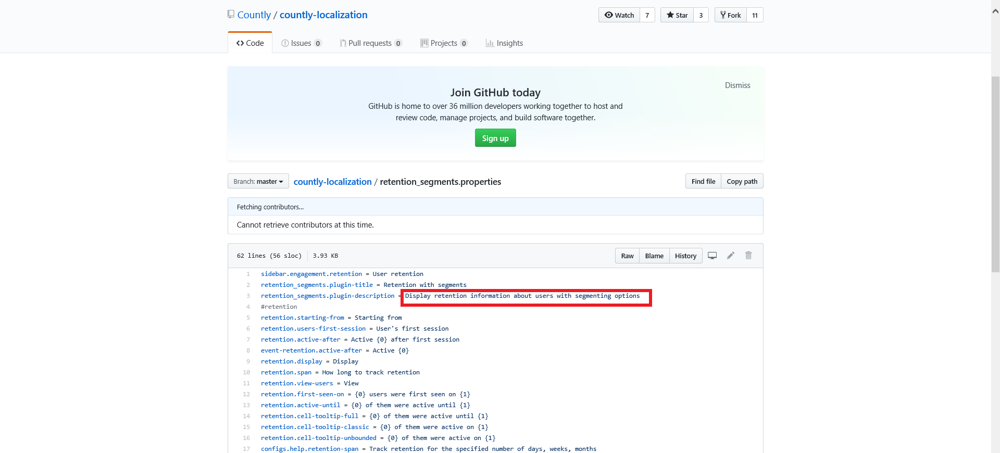 Countly / countly-localization
Watch 7 Star 3 Fork 11
Code Issues 0 Pull requests 0 Projects 0 Insights
Dismiss
Join GitHub today
GitHub is home to over 36 million developers working together to host and
review code, manage projects, and build software together.
Sign up
Branch: master countly-localization / retention_segments.properties Find file Copy path
Fetching contributors...
Cannot retrieve contributors at this time.
62 lines (56 sloc) 3.93 KB Raw Blame History
1 sidebar.engagement.retention = User retention
2 retention_segments.plugin-title = Retention with segments
3 retention_segments.plugin-description = Display retention information about users with segmenting options
4 #retention
5 retention.starting-from = Starting from
6 retention.users-first-session = User's first session
7 retention.active-after = Active {0} after first session
8 event-retention.active-after = Active {0}
9 retention.display = Display
10 retention.span = How long to track retention
11 retention.view-users = View
12 retention.first-seen-on = {0} users were first seen on {1}
13 retention.active-until = {0} of them were active until {1}
14 retention.cell-tooltip-full = {0} of them were active until {1}
15 retention.cell-tooltip-classic = {0} of them were active on {1}
16 retention.cell-tooltip-unbounded = {0} of them were active on {1}
17 configs.help.retention-span = Track retention for the specified number of days, weeks, months